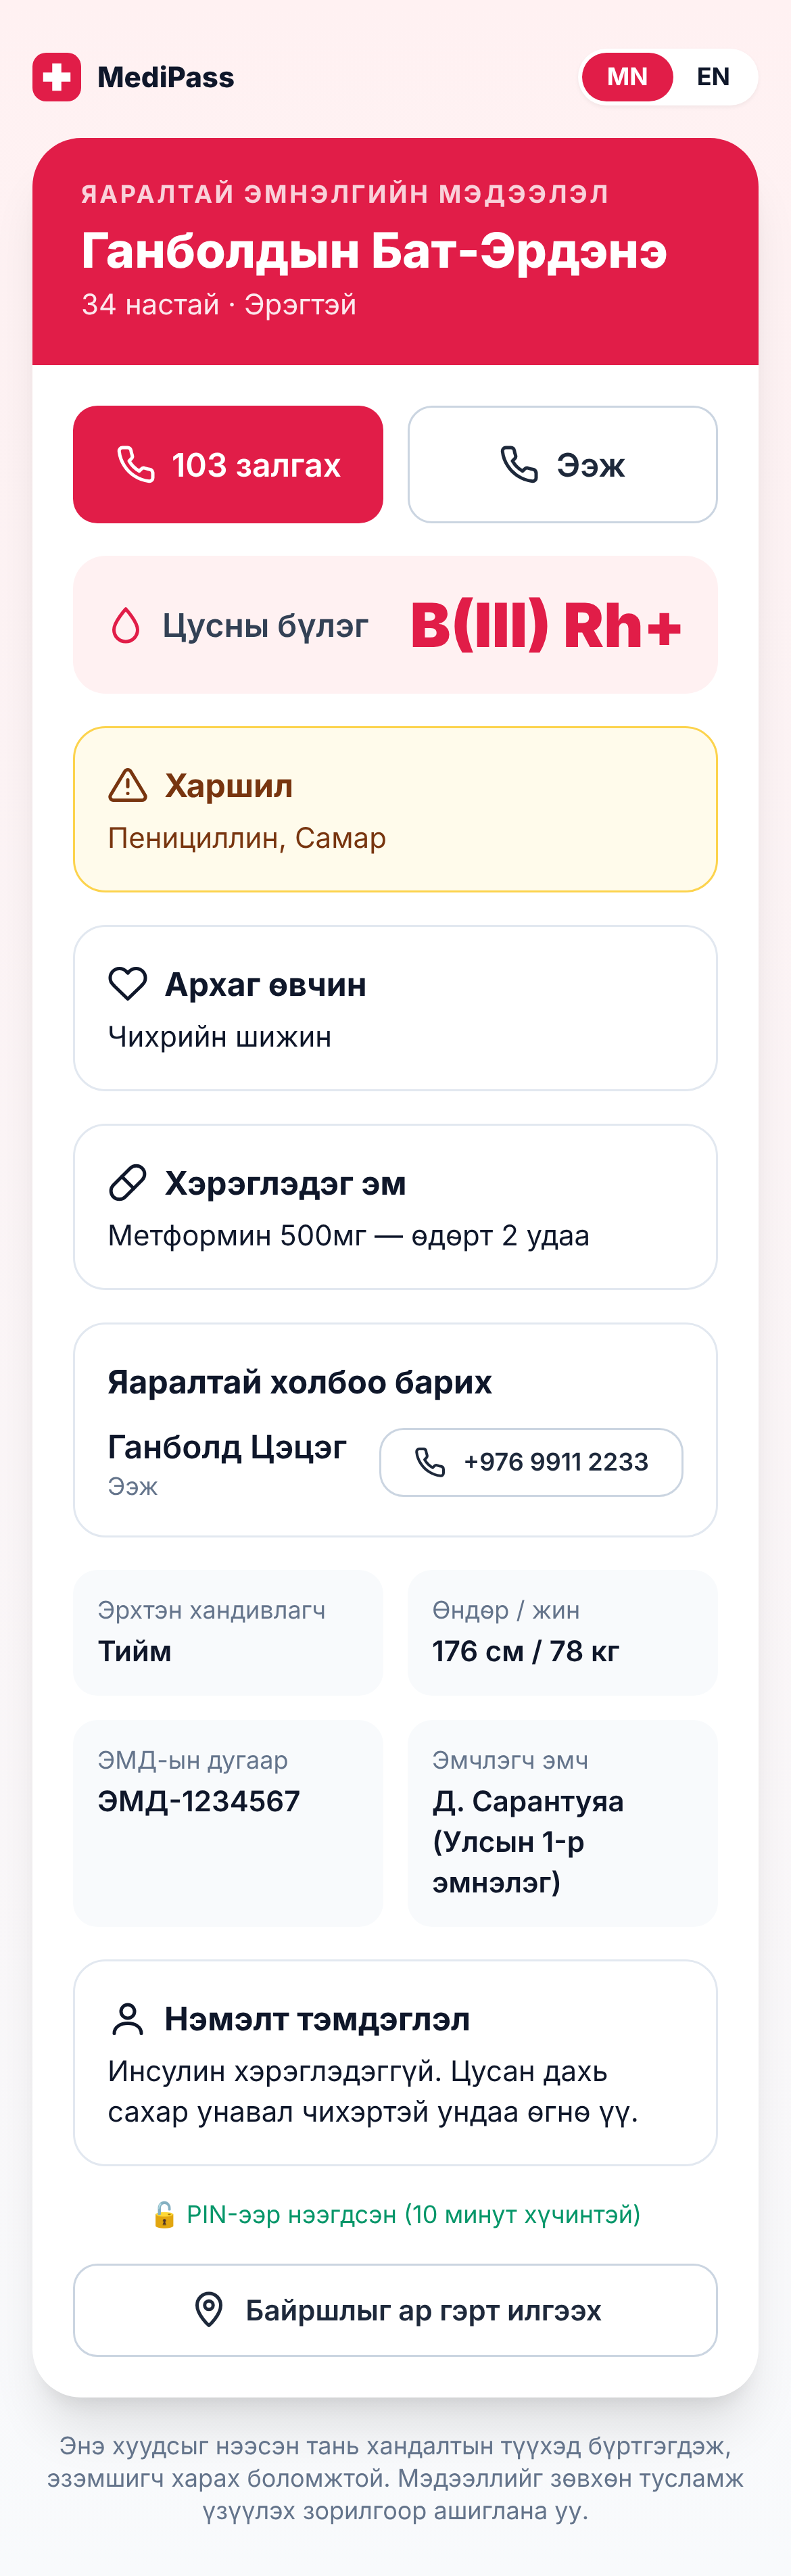 MediPass
MN
EN
ЯАРАЛТАЙ ЭМНЭЛГИЙН МЭДЭЭЛЭЛ
Ганболдын Бат-Эрдэнэ
34 настай · Эрэгтэй
103 залгах
Ээж
Цусны бүлэг
B(III) Rh+
Харшил
Пенициллин, Самар
Архаг өвчин
Чихрийн шижин
Хэрэглэдэг эм
Метформин 500мг — өдөрт 2 удаа
Яаралтай холбоо барих
Ганболд Цэцэг
Ээж
+976 9911 2233
Эрхтэн хандивлагч
Тийм
Өндөр / жин
176 см / 78 кг
ЭМД-ын дугаар
ЭМД-1234567
Эмчлэгч эмч
Д. Сарантуяа
(Улсын 1-р
эмнэлэг)
Нэмэлт тэмдэглэл
Инсулин хэрэглэдэггүй. Цусан дахь
сахар унавал чихэртэй ундаа өгнө үү.
🔓 PIN-ээр нээгдсэн (10 минут хүчинтэй)
Байршлыг ар гэрт илгээх
Энэ хуудсыг нээсэн тань хандалтын түүхэд бүртгэгдэж,
эзэмшигч харах боломжтой. Мэдээллийг зөвхөн тусламж
үзүүлэх зорилгоор ашиглана уу.